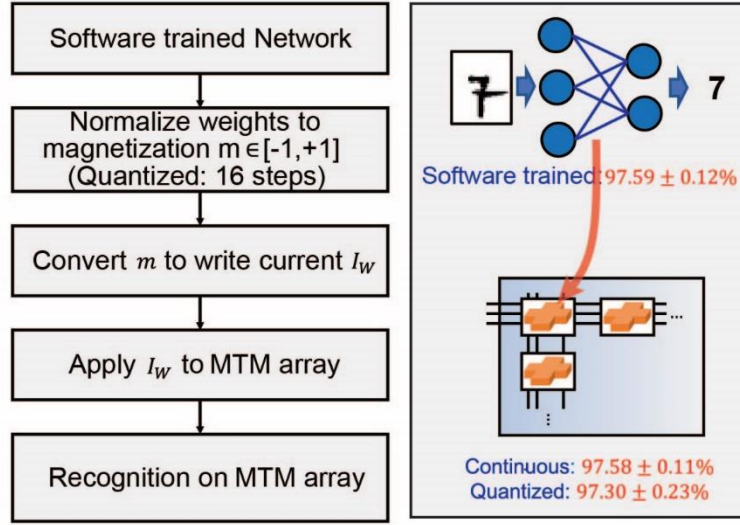 Software trained Network
Normalize weights to
magnetization m ∈[-1,+1]
(Quantized: 16 steps)
Convert m to write current I_W
Apply I_W to MTM array
Recognition on MTM array
7
7
Software trained: 97.59 ± 0.12%
...
...
...
Continuous: 97.58 ± 0.11%
Quantized: 97.30 ± 0.23%